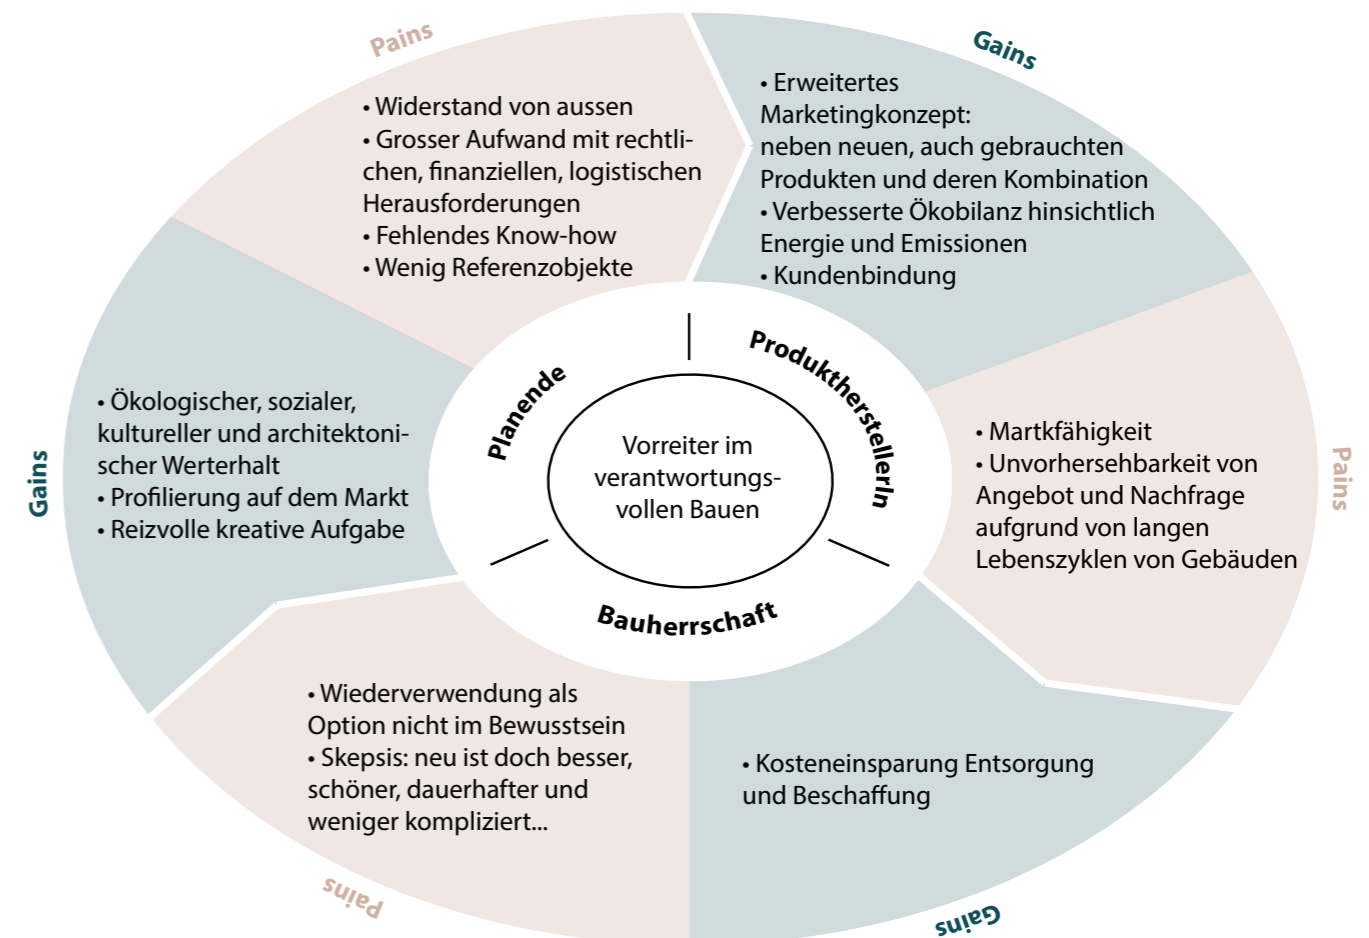 Pains
• Widerstand von aussen
• Grosser Aufwand mit rechtli-
chen, finanziellen, logistischen
Herausforderungen
• Fehlendes Know-how
• Wenig Referenzobjekte
Gains
• Erweitertes
Marketingkonzept:
neben neuen, auch gebrauchten
Produkten und deren Kombination
• Verbesserte Ökobilanz hinsichtlich
Energie und Emissionen
• Kundenbindung
Gains
• Ökologischer, sozialer,
kultureller und architektoni-
scher Werterhalt
• Profilierung auf dem Markt
• Reizvolle kreative Aufgabe
Planende
ProduktherstellerIn
Vorreiter im
verantwortungs-
vollen Bauen
Bauherrschaft
• Martkfähigkeit
• Unvorhersehbarkeit von
Angebot und Nachfrage
aufgrund von langen
Lebenszyklen von Gebäuden
Pains
• Wiederverwendung als
Option nicht im Bewusstsein
• Skepsis: neu ist doch besser,
schöner, dauerhafter und
weniger kompliziert...
Pains
• Kosteneinsparung Entsorgung
und Beschaffung
Gains